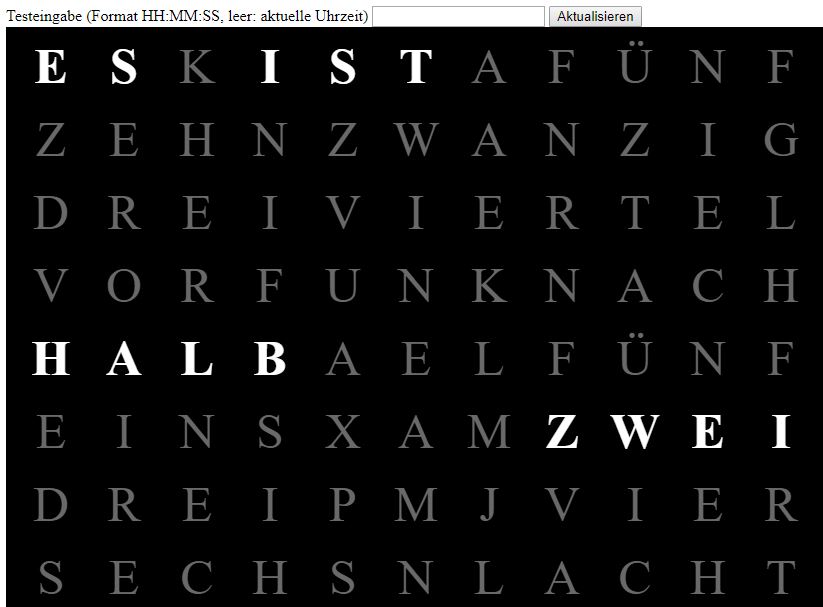 Testeingabe (Format HH:MM:SS, leer: aktuelle Uhrzeit) Aktualisieren
E S K I S T A F Ü N F
Z E H N Z W A N Z I G
D R E I V I E R T E L
V O R F U N K N A C H
H A L B A E L F Ü N F
E I N S X A M Z W E I
D R E I P M J V I E R
S E C H S N L A C H T